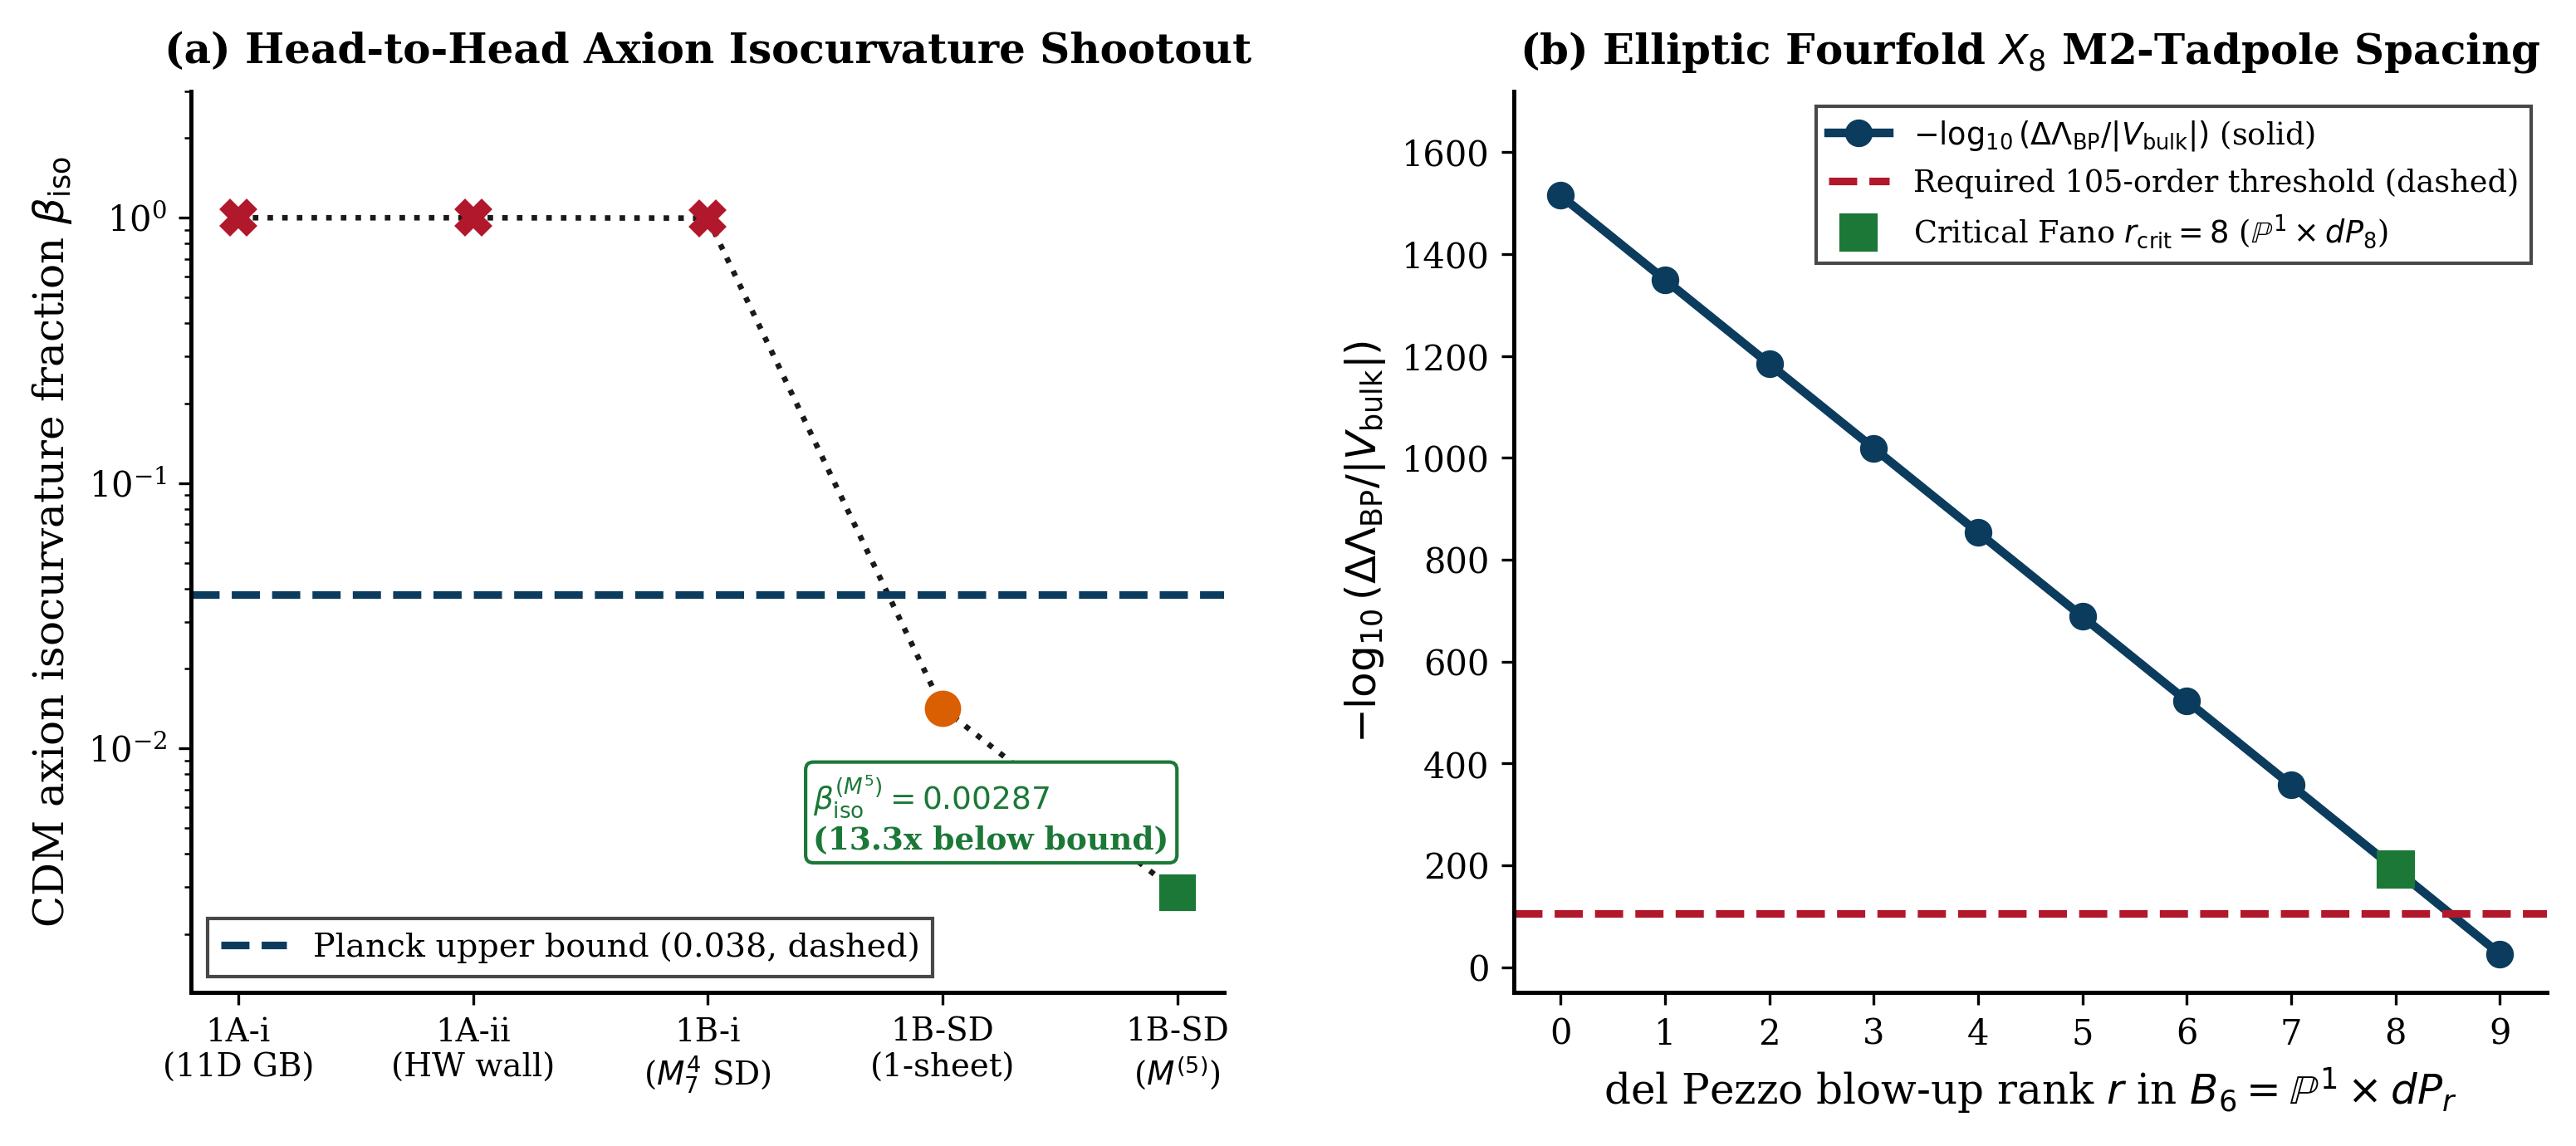 (a) Head-to-Head Axion Isocurvature Shootout
CDM axion isocurvature fraction β_iso
10^0
10^−1
10^−2
β_iso^(M^5) = 0.00287
(13.3x below bound)
Planck upper bound (0.038, dashed)
1A-i
(11D GB)
1A-ii
(HW wall)
1B-i
(M_7^4 SD)
1B-SD
(1-sheet)
1B-SD
(M^(5))
(b) Elliptic Fourfold X_8 M2-Tadpole Spacing
−log_10 (ΔΛ_BP/|V_bulk|)
1600
1400
1200
1000
800
600
400
200
0
−log_10 (ΔΛ_BP/|V_bulk|) (solid)
Required 105-order threshold (dashed)
Critical Fano r_crit = 8 (ℙ^1 × dP_8)
0 1 2 3 4 5 6 7 8 9
del Pezzo blow-up rank r in B_6 = ℙ^1 × dP_r